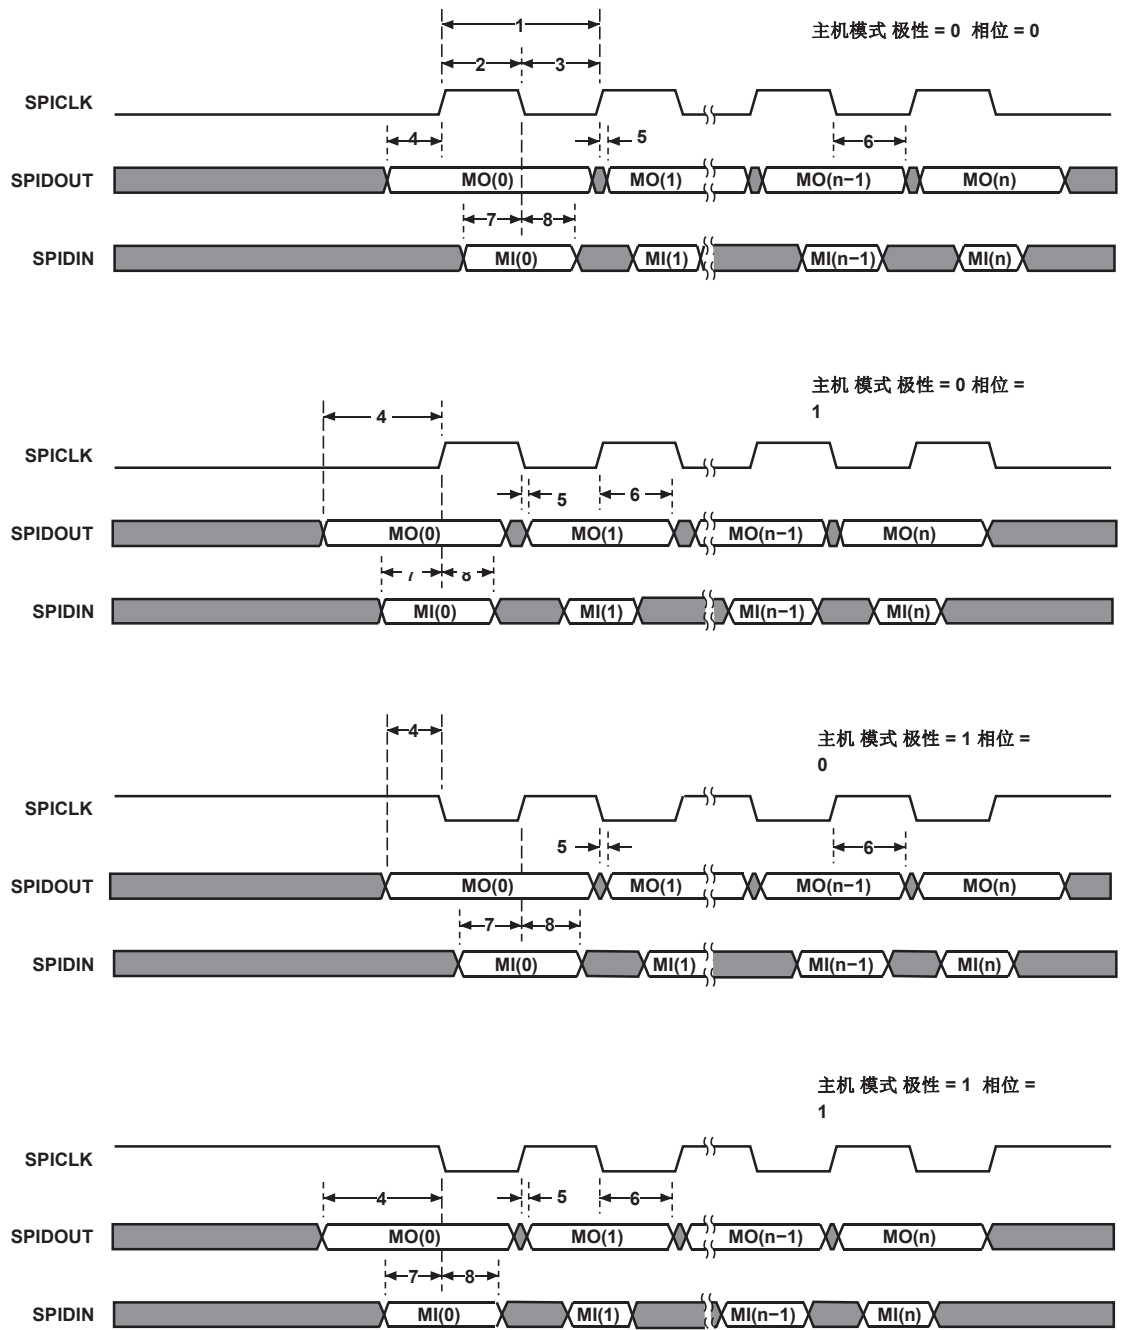 主机模式 极性 = 0 相位 = 0
1
2 3
SPICLK
4 5 6
SPIDOUT MO(0) MO(1) MO(n−1) MO(n)
7 8
SPIDIN MI(0) MI(1) MI(n−1) MI(n)
主机 模式 极性 = 0 相位 =
1
4
SPICLK
5 6
SPIDOUT MO(0) MO(1) MO(n−1) MO(n)
7 8
SPIDIN MI(0) MI(1) MI(n−1) MI(n)
主机 模式 极性 = 1 相位 =
0
4
SPICLK
5 6
SPIDOUT MO(0) MO(1) MO(n−1) MO(n)
7 8
SPIDIN MI(0) MI(1) MI(n−1) MI(n)
主机 模式 极性 = 1 相位 =
1
SPICLK
4 5 6
SPIDOUT MO(0) MO(1) MO(n−1) MO(n)
7 8
SPIDIN MI(0) MI(1) MI(n−1) MI(n)